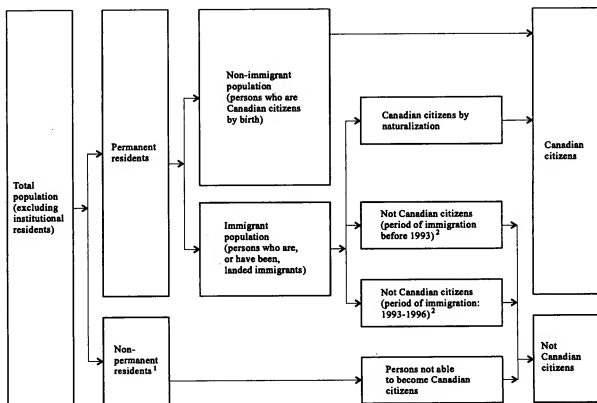 Total
population
(excluding
institutional
residents)
Permanent
residents
Non-
permanent
residents¹
Non-immigrant
population
(persons who are
Canadian citizens
by birth)
Immigrant
population
(persons who are,
or have been,
landed immigrants)
Canadian citizens by
naturalization
Not Canadian citizens
(period of immigration
before 1993)²
Not Canadian citizens
(period of immigration:
1993-1996)²
Persons not able
to become Canadian
citizens
Canadian
citizens
Not
Canadian
citizens